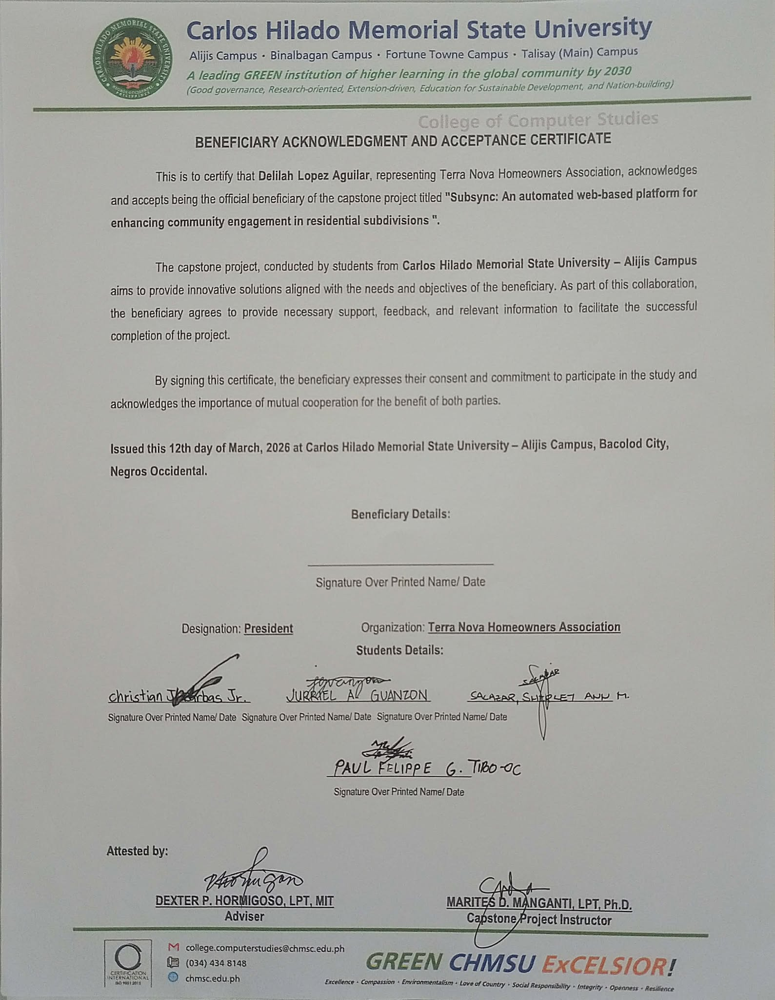 Carlos Hilado Memorial State University
Alijis Campus • Binalbagan Campus • Fortune Towne Campus • Talisay (Main) Campus
A leading GREEN institution of higher learning in the global community by 2030
(Good governance, Research-oriented, Extension-driven, Education for Sustainable Development, and Nation-building)
CARLOS HILADO MEMORIAL STATE UNIVERSITY
NEGROS OCCIDENTAL
PHILIPPINES
College of Computer Studies
BENEFICIARY ACKNOWLEDGMENT AND ACCEPTANCE CERTIFICATE
This is to certify that Delilah Lopez Aguilar, representing Terra Nova Homeowners Association, acknowledges
and accepts being the official beneficiary of the capstone project titled "Subsync: An automated web-based platform for
enhancing community engagement in residential subdivisions ".
The capstone project, conducted by students from Carlos Hilado Memorial State University – Alijis Campus
aims to provide innovative solutions aligned with the needs and objectives of the beneficiary. As part of this collaboration,
the beneficiary agrees to provide necessary support, feedback, and relevant information to facilitate the successful
completion of the project.
By signing this certificate, the beneficiary expresses their consent and commitment to participate in the study and
acknowledges the importance of mutual cooperation for the benefit of both parties.
Issued this 12th day of March, 2026 at Carlos Hilado Memorial State University – Alijis Campus, Bacolod City,
Negros Occidental.
Beneficiary Details:
Signature Over Printed Name/ Date
Designation: President Organization: Terra Nova Homeowners Association
Students Details:
Christian Jr. JURRIEL A. GUANZON SALAZAR, SHIRLEY ANN M.
Signature Over Printed Name/ Date Signature Over Printed Name/ Date Signature Over Printed Name/ Date
PAUL FELIPPE G. TIBO-OC
Signature Over Printed Name/ Date
Attested by:
DEXTER P. HORMIGOSO, LPT, MIT MARITES D. MANGANTI, LPT, Ph.D.
Adviser Capstone Project Instructor
CERTIFICATION
INTERNATIONAL
ISO 9001:2015
college.computerstudies@chmsc.edu.ph
(034) 434 8148
chmsc.edu.ph
GREEN CHMSU ExCELSIOR!
Excellence • Compassion • Environmentalism • Love of Country • Social Responsibility • Integrity • Openness • Resilience